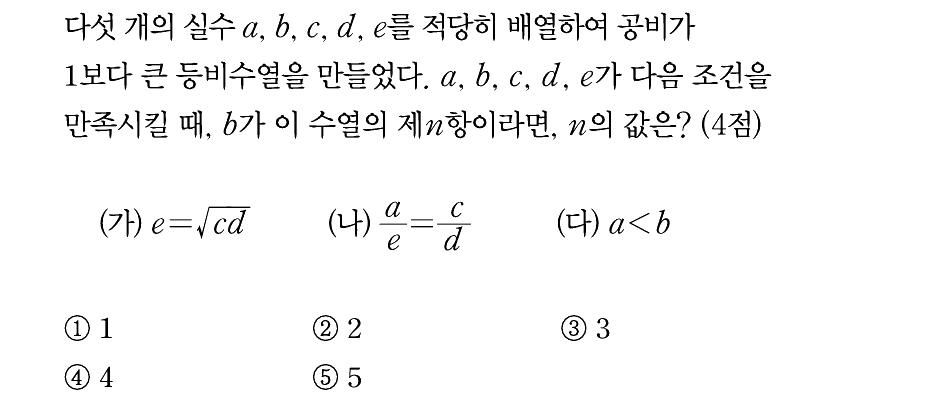 다섯 개의 실수 a, b, c, d, e를 적당히 배열하여 공비가
1보다 큰 등비수열을 만들었다. a, b, c, d, e가 다음 조건을
만족시킬 때, b가 이 수열의 제n항이라면, n의 값은? (4점)
(가) e=√cd (나) a/e=c/d (다) a<b
① 1 ② 2 ③ 3
④ 4 ⑤ 5